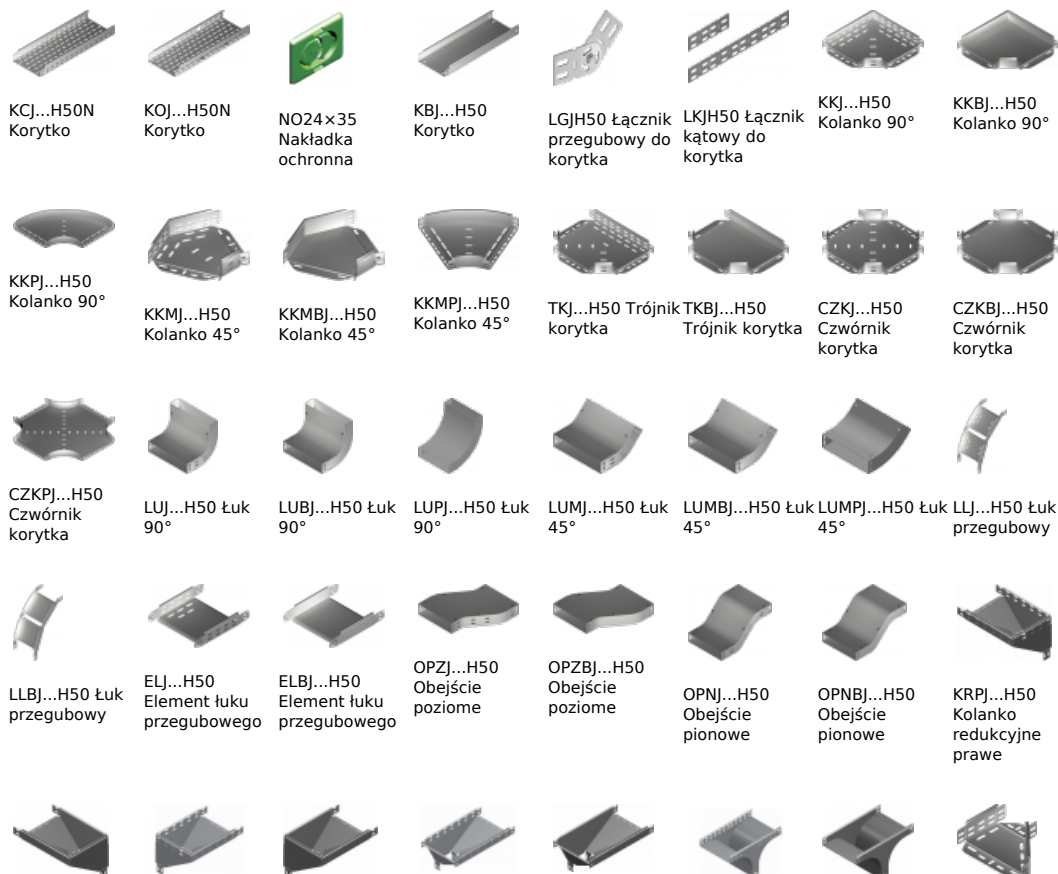 KCJ...H50N
Korytko
KOJ...H50N
Korytko
NO24×35
Nakładka
ochronna
KBJ...H50
Korytko
LGJH50 Łącznik
przegubowy do
korytka
LKJH50 Łącznik
kątowy do
korytka
KKJ...H50
Kolanko 90°
KKBJ...H50
Kolanko 90°
KKPJ...H50
Kolanko 90°
KKMJ...H50
Kolanko 45°
KKMBJ...H50
Kolanko 45°
KKMPJ...H50
Kolanko 45°
TKJ...H50 Trójnik
korytka
TKBJ...H50
Trójnik korytka
CZKJ...H50
Czwórnik
korytka
CZKBJ...H50
Czwórnik
korytka
CZKPJ...H50
Czwórnik
korytka
LUJ...H50 Łuk
90°
LUBJ...H50 Łuk
90°
LUPJ...H50 Łuk
90°
LUMJ...H50 Łuk
45°
LUMBJ...H50 Łuk
45°
LUMPJ...H50 Łuk
45°
LLJ...H50 Łuk
przegubowy
LLBJ...H50 Łuk
przegubowy
ELJ...H50
Element łuku
przegubowego
ELBJ...H50
Element łuku
przegubowego
OPZJ...H50
Obejście
poziome
OPZBJ...H50
Obejście
poziome
OPNJ...H50
Obejście
pionowe
OPNBJ...H50
Obejście
pionowe
KRPJ...H50
Kolanko
redukcyjne
prawe